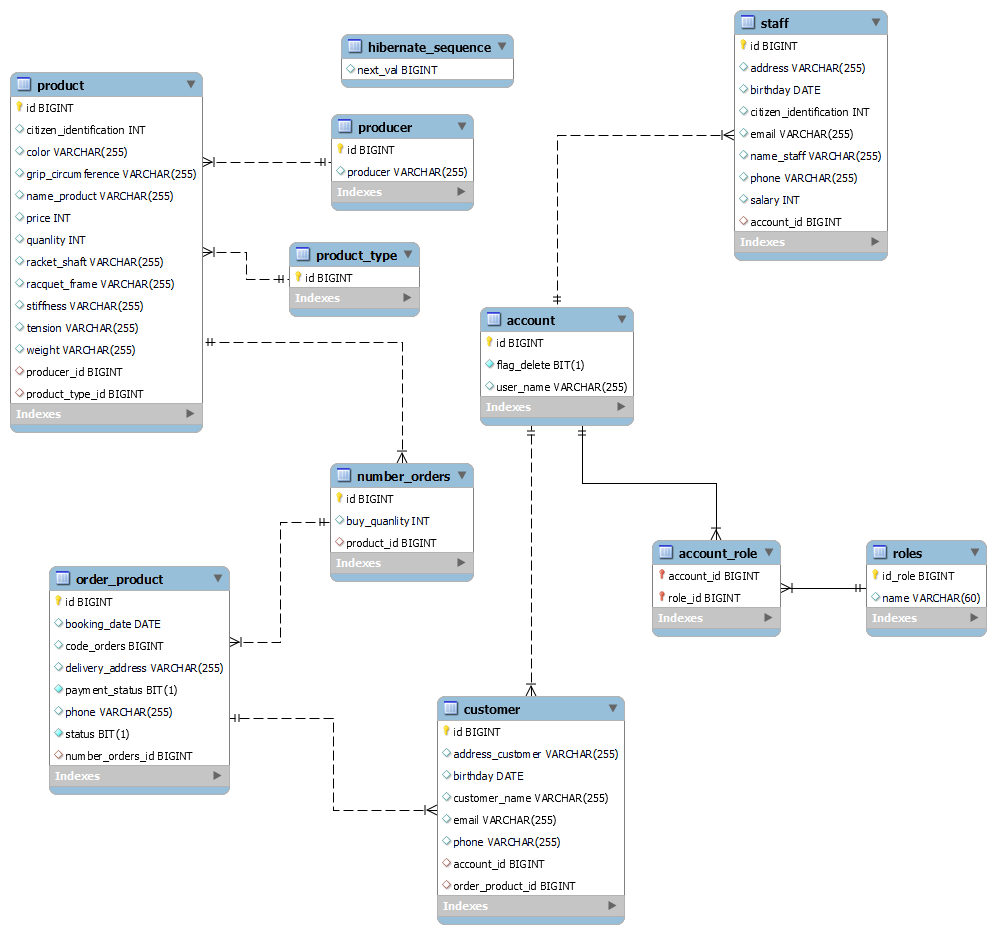 product
id BIGINT
citizen_identification INT
color VARCHAR(255)
grip_circumference VARCHAR(255)
name_product VARCHAR(255)
price INT
quanlity INT
racket_shaft VARCHAR(255)
racquet_frame VARCHAR(255)
stiffness VARCHAR(255)
tension VARCHAR(255)
weight VARCHAR(255)
producer_id BIGINT
product_type_id BIGINT
Indexes
hibernate_sequence
next_val BIGINT
producer
id BIGINT
producer VARCHAR(255)
Indexes
product_type
id BIGINT
Indexes
staff
id BIGINT
address VARCHAR(255)
birthday DATE
citizen_identification INT
email VARCHAR(255)
name_staff VARCHAR(255)
phone VARCHAR(255)
salary INT
account_id BIGINT
Indexes
account
id BIGINT
flag_delete BIT(1)
user_name VARCHAR(255)
Indexes
number_orders
id BIGINT
buy_quanlity INT
product_id BIGINT
Indexes
account_role
account_id BIGINT
role_id BIGINT
Indexes
roles
id_role BIGINT
name VARCHAR(60)
Indexes
order_product
id BIGINT
booking_date DATE
code_orders BIGINT
delivery_address VARCHAR(255)
payment_status BIT(1)
phone VARCHAR(255)
status BIT(1)
number_orders_id BIGINT
Indexes
customer
id BIGINT
address_customer VARCHAR(255)
birthday DATE
customer_name VARCHAR(255)
email VARCHAR(255)
phone VARCHAR(255)
account_id BIGINT
order_product_id BIGINT
Indexes